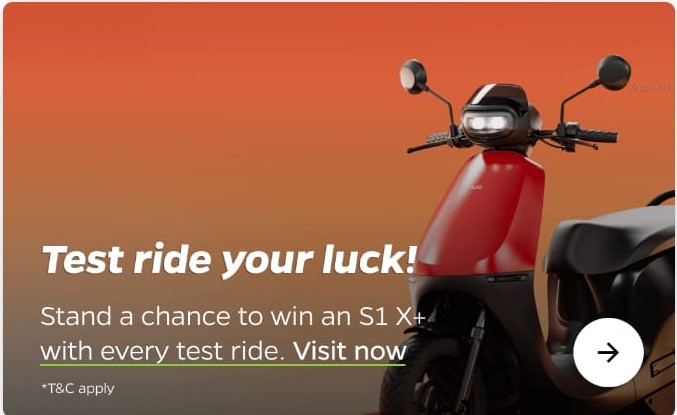 Test ride your luck!
Stand a chance to win an S1 X+
with every test ride. Visit now
*T&C apply